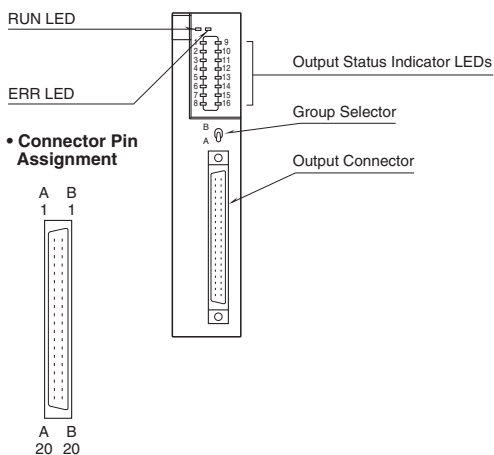 RUN LED
ERR LED
1 9
2 10
3 11
4 12
5 13
6 14
7 15
8 16
Output Status Indicator LEDs
B
A
Group Selector
Output Connector
• Connector Pin
Assignment
A B
1 1
A B
20 20